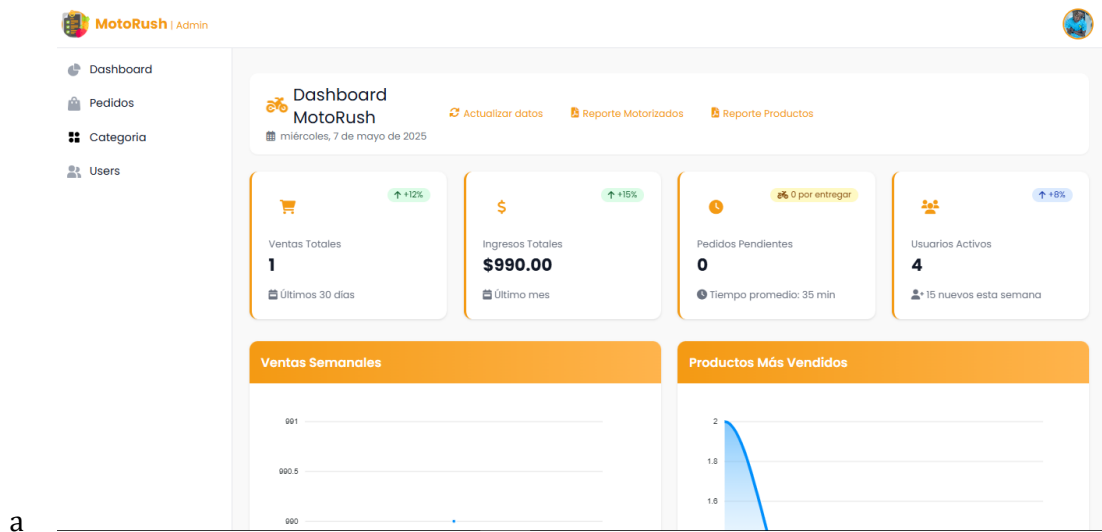 MotoRush | Admin
Dashboard
Pedidos
Categoria
Users
Dashboard
MotoRush
miércoles, 7 de mayo de 2025
Actualizar datos
Reporte Motorizados
Reporte Productos
+12%
Ventas Totales
1
Últimos 30 días
+15%
Ingresos Totales
$990.00
Último mes
0 por entregar
Pedidos Pendientes
0
Tiempo promedio: 35 min
+8%
Usuarios Activos
4
15 nuevos esta semana
Ventas Semanales
991
990.5
990
Productos Más Vendidos
2
1.8
1.6
a